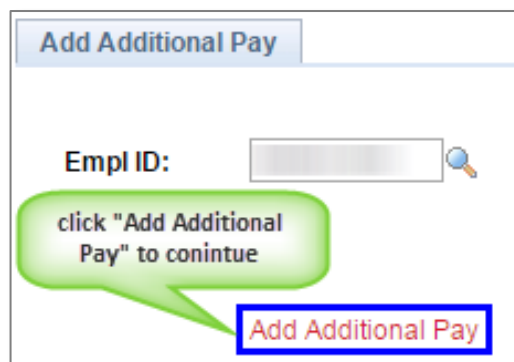 Add Additional Pay
Empl ID:
click "Add Additional
Pay" to conintue
Add Additional Pay